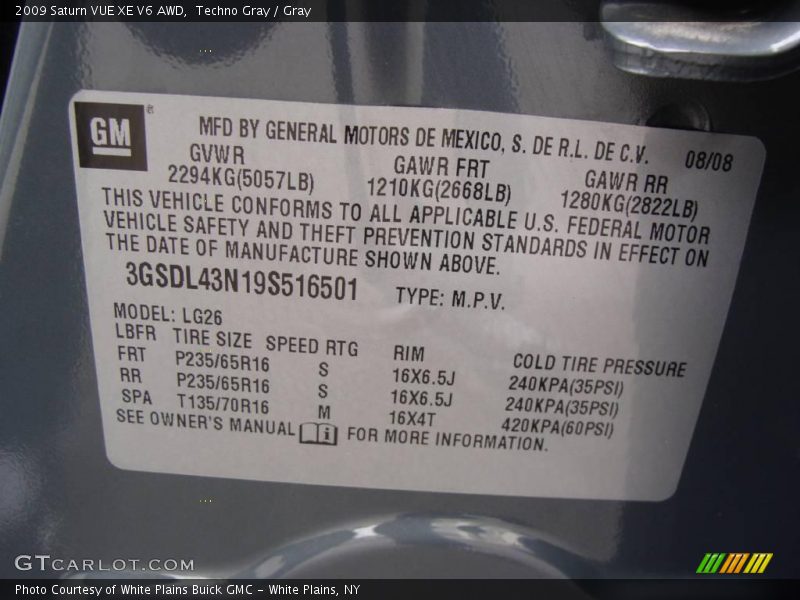 2009 Saturn VUE XE V6 AWD, Techno Gray / Gray
GM ®
MFD BY GENERAL MOTORS DE MEXICO, S. DE R.L. DE C.V. 08/08
GVWR GAWR FRT GAWR RR
2294KG(5057LB) 1210KG(2668LB) 1280KG(2822LB)
THIS VEHICLE CONFORMS TO ALL APPLICABLE U.S. FEDERAL MOTOR
VEHICLE SAFETY AND THEFT PREVENTION STANDARDS IN EFFECT ON
THE DATE OF MANUFACTURE SHOWN ABOVE.
3GSDL43N19S516501 TYPE: M.P.V.
MODEL: LG26
LBFR TIRE SIZE SPEED RTG RIM COLD TIRE PRESSURE
FRT P235/65R16 S 16X6.5J 240KPA(35PSI)
RR P235/65R16 S 16X6.5J 240KPA(35PSI)
SPA T135/70R16 M 16X4T 420KPA(60PSI)
SEE OWNER'S MANUAL i FOR MORE INFORMATION.
GTCARLOT.COM
Photo Courtesy of White Plains Buick GMC - White Plains, NY